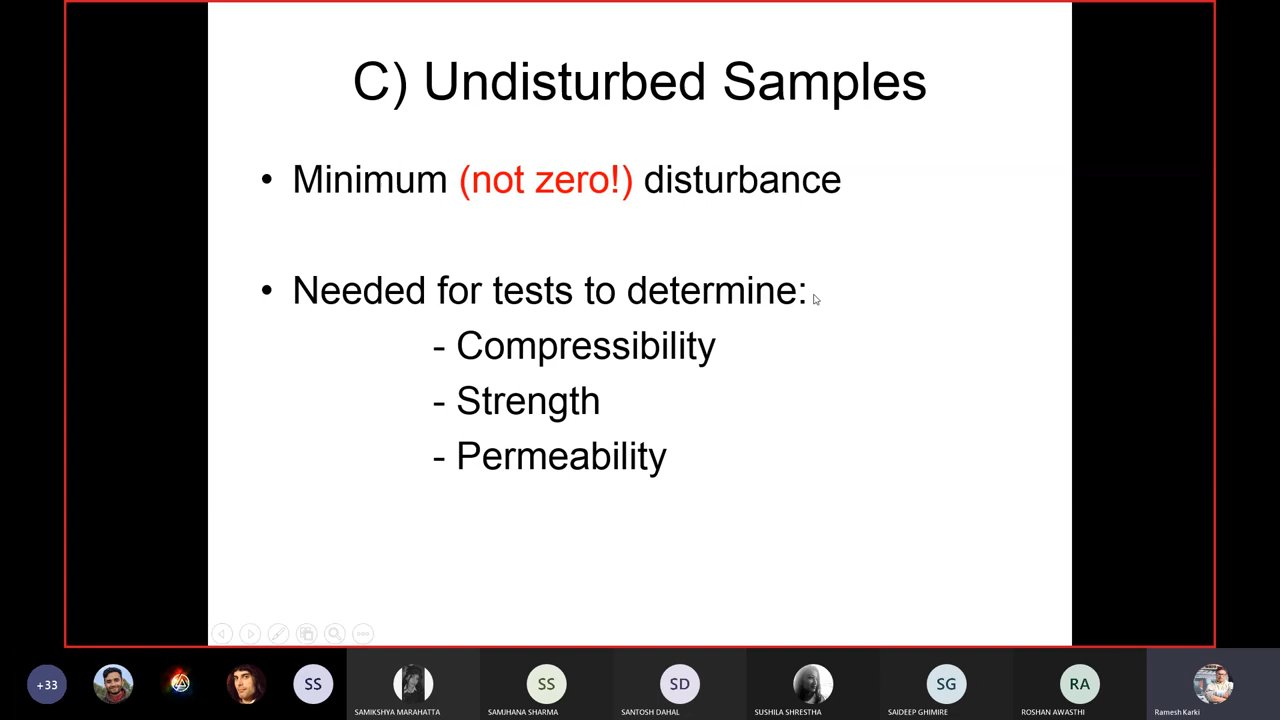 C) Undisturbed Samples
• Minimum (not zero!) disturbance
• Needed for tests to determine:
- Compressibility
- Strength
- Permeability
+33
SS
SAMIKSHYA MARAHATTA
SS
SAMJHANA SHARMA
SD
SANTOSH DAHAL
SUSHILA SHRESTHA
SG
SAIDEEP GHIMIRE
RA
ROSHAN AWASTHI
Ramesh Karki